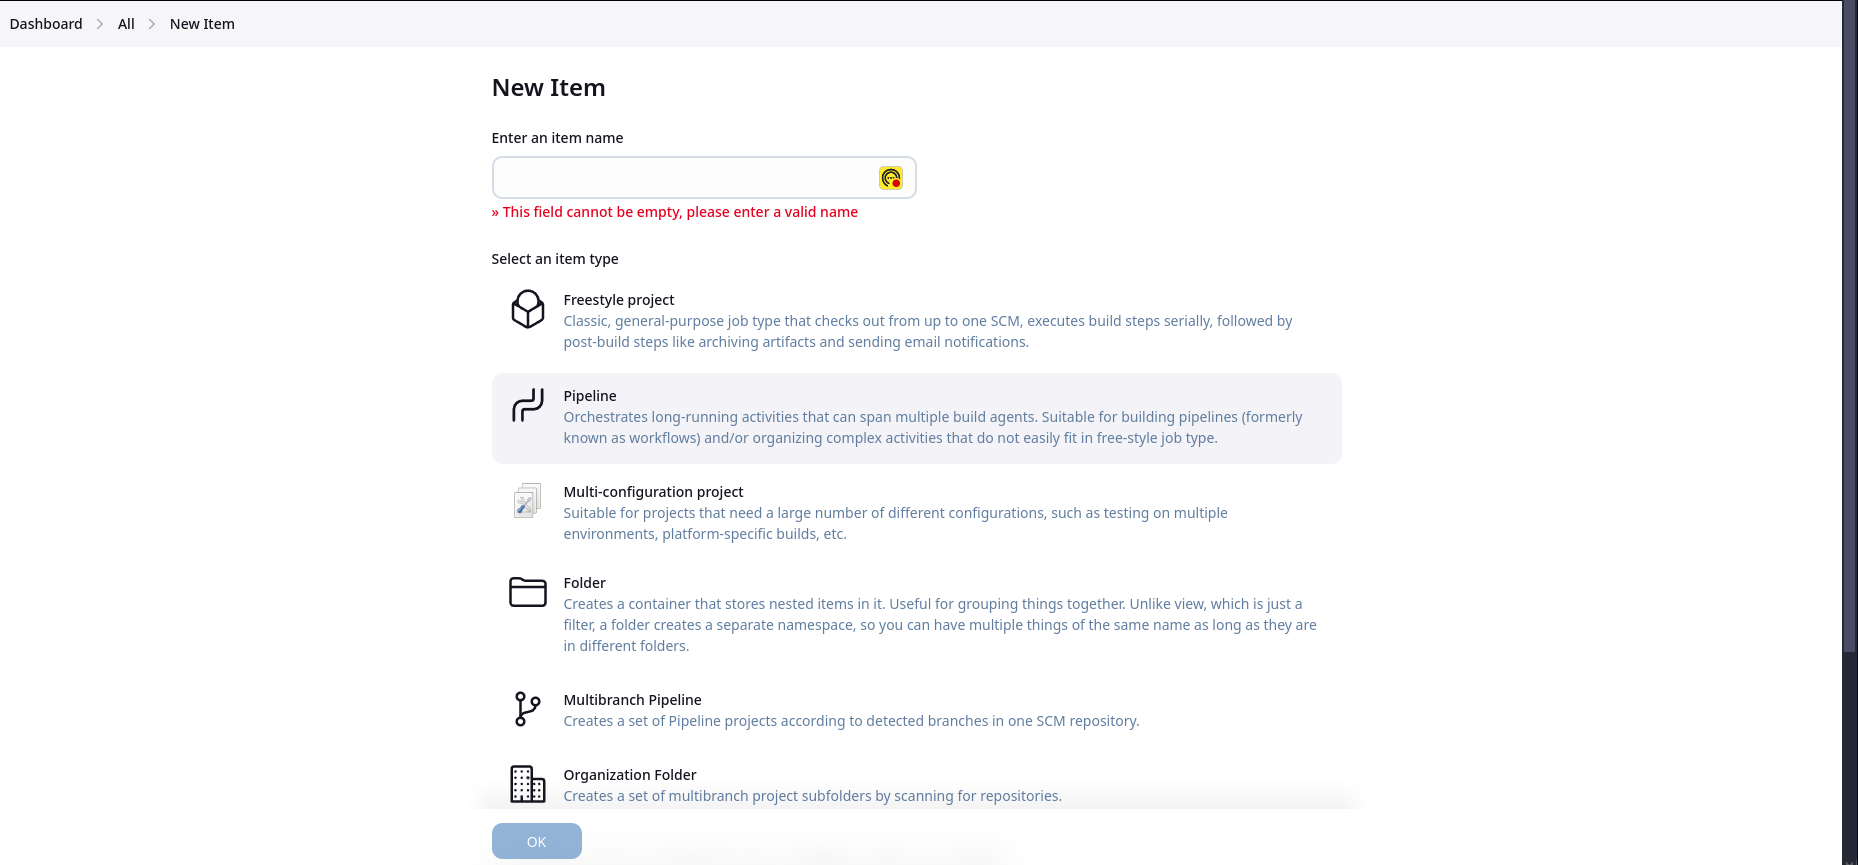 Dashboard > All > New Item
New Item
Enter an item name
» This field cannot be empty, please enter a valid name
Select an item type
Freestyle project
Classic, general-purpose job type that checks out from up to one SCM, executes build steps serially, followed by
post-build steps like archiving artifacts and sending email notifications.
Pipeline
Orchestrates long-running activities that can span multiple build agents. Suitable for building pipelines (formerly
known as workflows) and/or organizing complex activities that do not easily fit in free-style job type.
Multi-configuration project
Suitable for projects that need a large number of different configurations, such as testing on multiple
environments, platform-specific builds, etc.
Folder
Creates a container that stores nested items in it. Useful for grouping things together. Unlike view, which is just a
filter, a folder creates a separate namespace, so you can have multiple things of the same name as long as they are
in different folders.
Multibranch Pipeline
Creates a set of Pipeline projects according to detected branches in one SCM repository.
Organization Folder
Creates a set of multibranch project subfolders by scanning for repositories.
OK